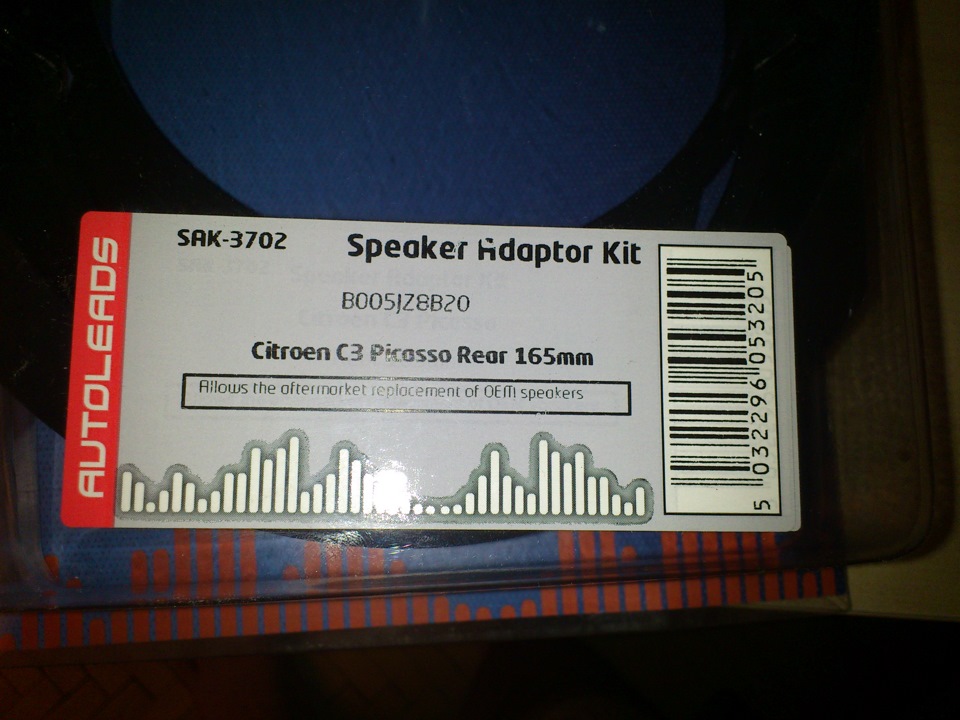 AUTOLEADS
SAK-3702
Speaker Adaptor Kit
B005JZ8B20
Citroen C3 Picasso Rear 165mm
Allows the aftermarket replacement of OEM speakers
5 032296 053205